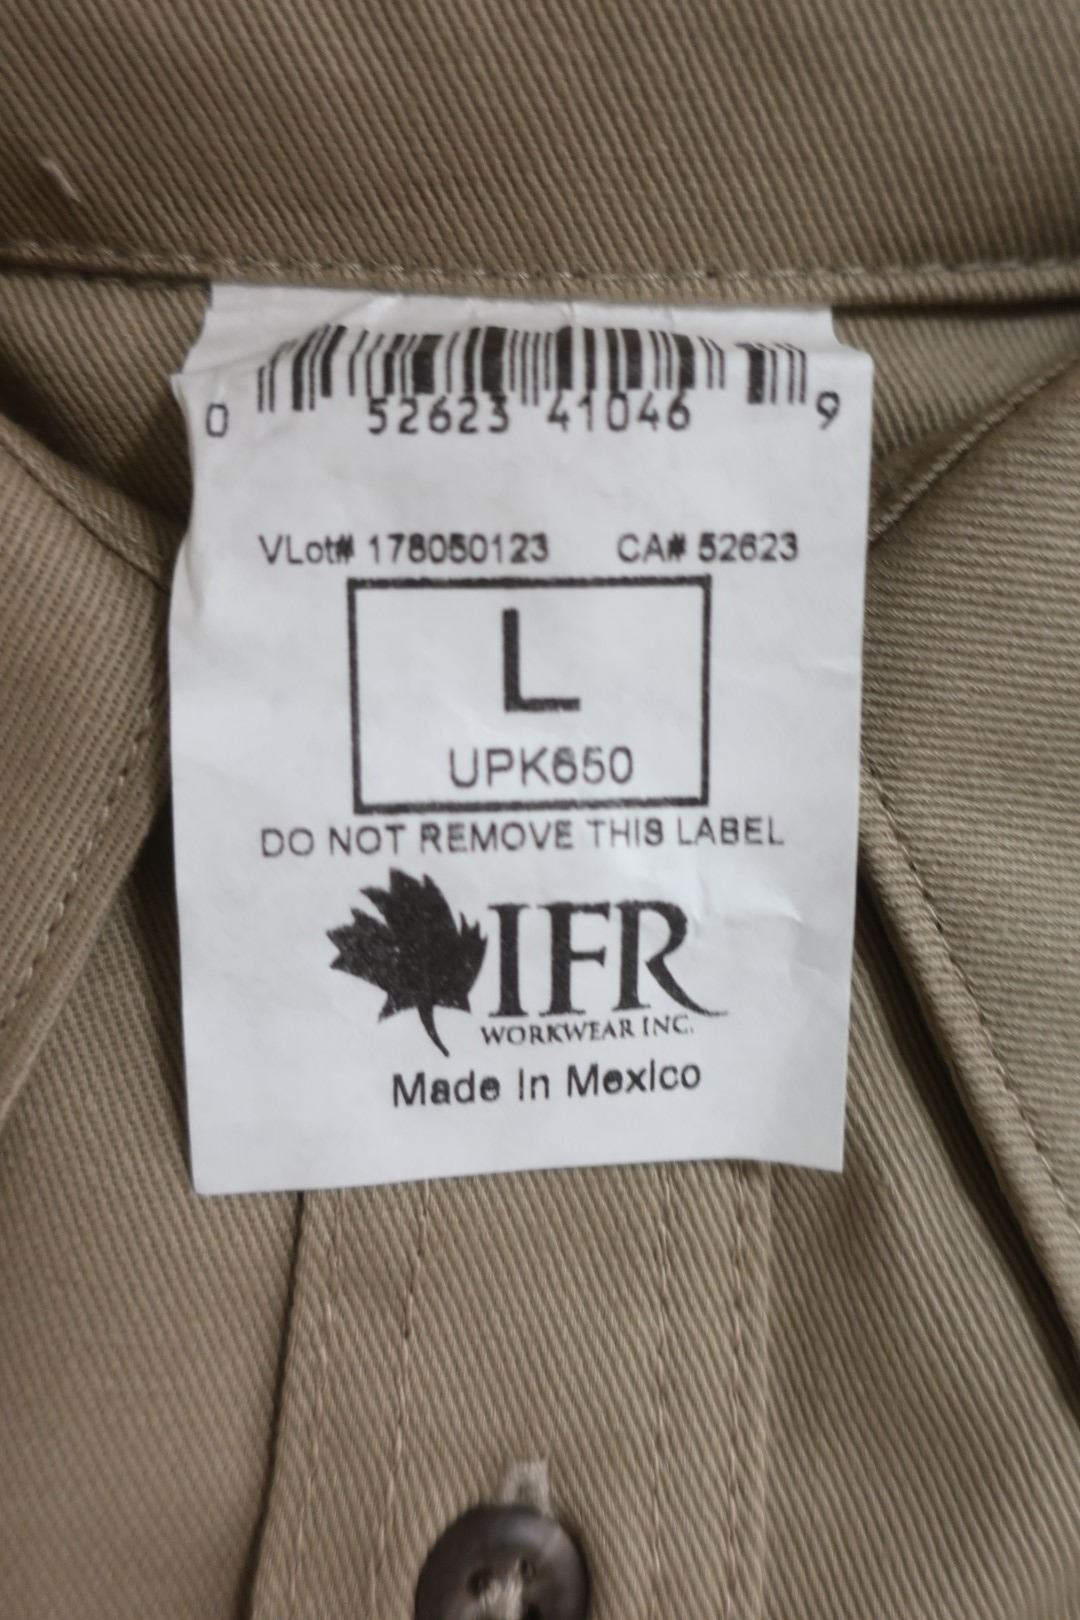 0 52623 41046 9
VLot# 178050123 CA# 52623
L
UPK650
DO NOT REMOVE THIS LABEL
IFR
WORKWEAR INC.
Made In Mexico